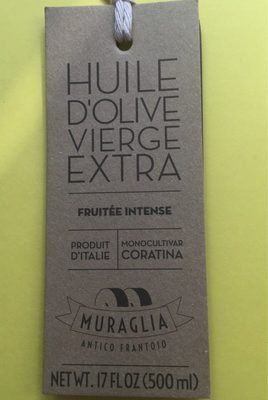 HUILE
D'OLIVE
VIERGE
EXTRA
FRUITÉE INTENSE
PRODUIT
D'ITALIE
MONOCULTIVAR
CORATINA
MURAGLIA
ANTICO FRANTOIO
NET WT. 17 FL OZ (500 ml)